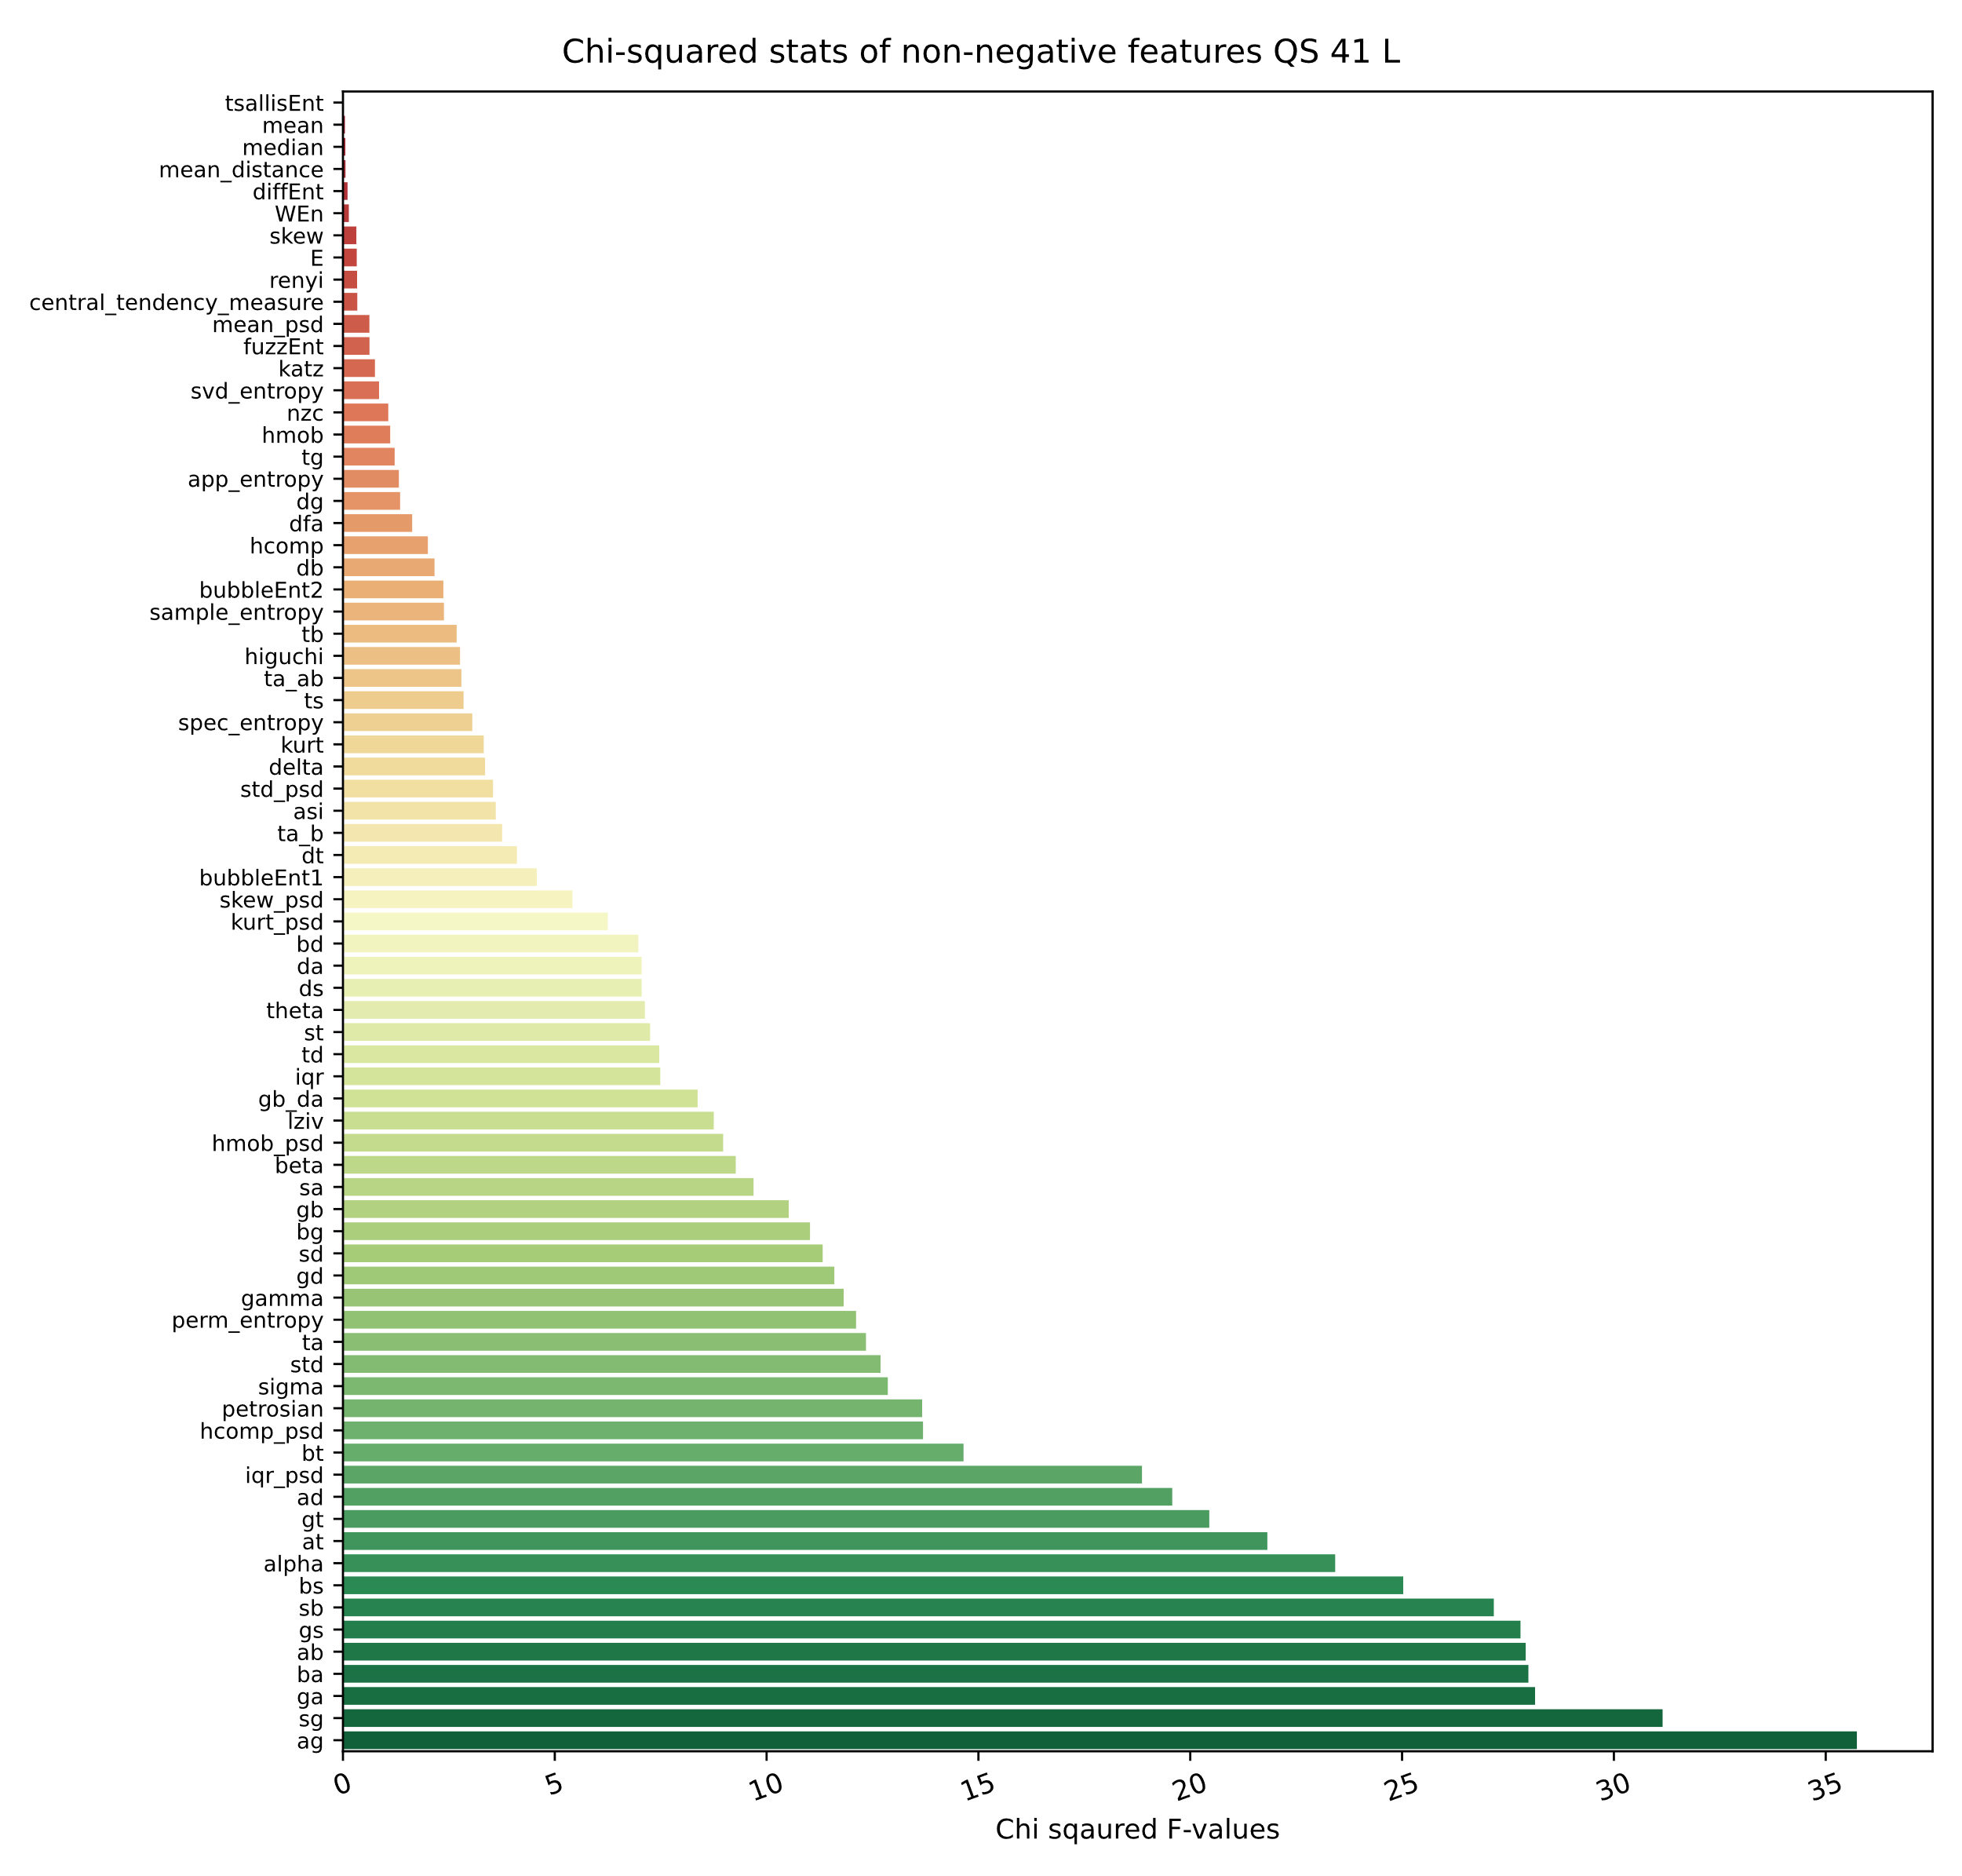 Chi-squared stats of non-negative features QS 41 L
tsallisEnt
mean
median
mean_distance
diffEnt
WEn
skew
E
renyi
central_tendency_measure
mean_psd
fuzzEnt
katz
svd_entropy
nzc
hmob
tg
app_entropy
dg
dfa
hcomp
db
bubbleEnt2
sample_entropy
tb
higuchi
ta_ab
ts
spec_entropy
kurt
delta
std_psd
asi
ta_b
dt
bubbleEnt1
skew_psd
kurt_psd
bd
da
ds
theta
st
td
iqr
gb_da
lziv
hmob_psd
beta
sa
gb
bg
sd
gd
gamma
perm_entropy
ta
std
sigma
petrosian
hcomp_psd
bt
iqr_psd
ad
gt
at
alpha
bs
sb
gs
ab
ba
ga
sg
ag
0 5 10 15 20 25 30 35
Chi sqaured F-values